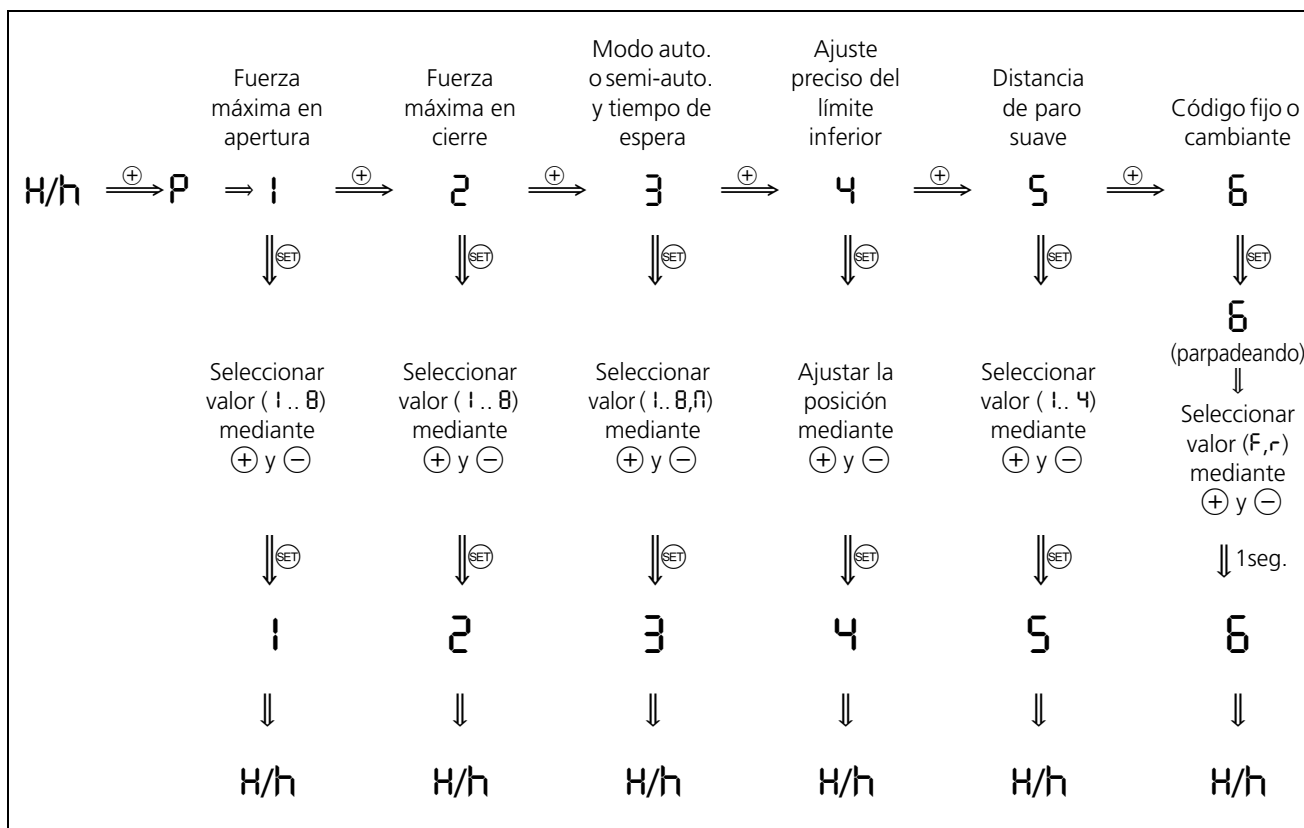 Fuerza
máxima en
apertura
Fuerza
máxima en
cierre
Modo auto.
o semi-auto.
y tiempo de
espera
Ajuste
preciso del
límite
inferior
Distancia
de paro
suave
Código fijo o
cambiante
H/h ⊕⇒ P ⇒ 1 ⊕⇒ 2 ⊕⇒ 3 ⊕⇒ 4 ⊕⇒ 5 ⊕⇒ 6
SET SET SET SET SET SET
6
(parpadeando)
Seleccionar
valor (1 .. 8)
mediante
⊕ y ⊖
Seleccionar
valor (1 .. 8)
mediante
⊕ y ⊖
Seleccionar
valor (1.. 8,n)
mediante
⊕ y ⊖
Ajustar la
posición
mediante
⊕ y ⊖
Seleccionar
valor (1.. 4)
mediante
⊕ y ⊖
Seleccionar
valor (F,r)
mediante
⊕ y ⊖
SET SET SET SET SET 1seg.
1 2 3 4 5 6
H/h H/h H/h H/h H/h H/h